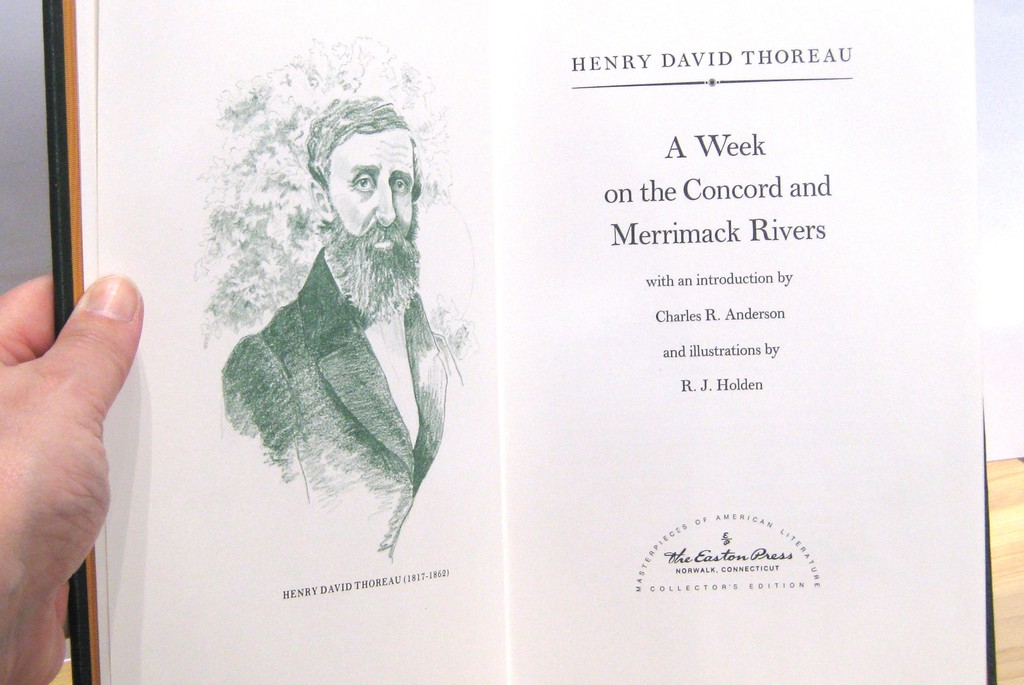 HENRY DAVID THOREAU (1817-1862)
HENRY DAVID THOREAU
A Week
on the Concord and
Merrimack Rivers
with an introduction by
Charles R. Anderson
and illustrations by
R. J. Holden
MASTERPIECES OF AMERICAN LITERATURE
The Easton Press
NORWALK, CONNECTICUT
COLLECTOR'S EDITION